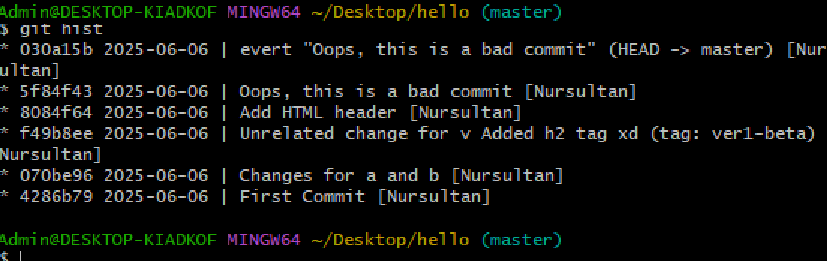 Admin@DESKTOP-KIADKOF MINGW64 ~/Desktop/hello (master)
$ git hist
* 030a15b 2025-06-06 | evert "Oops, this is a bad commit" (HEAD -> master) [Nur
ultan]
* 5f84f43 2025-06-06 | Oops, this is a bad commit [Nursultan]
* 8084f64 2025-06-06 | Add HTML header [Nursultan]
* f49b8ee 2025-06-06 | Unrelated change for v Added h2 tag xd (tag: ver1-beta)
Nursultan]
* 070be96 2025-06-06 | Changes for a and b [Nursultan]
* 4286b79 2025-06-06 | First Commit [Nursultan]
Admin@DESKTOP-KIADKOF MINGW64 ~/Desktop/hello (master)
$